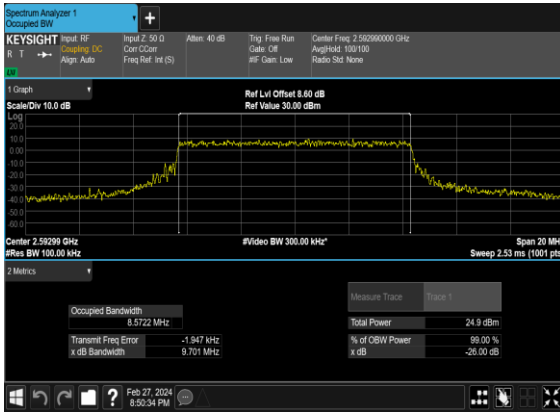 Spectrum Analyzer 1
Occupied BW
KEYSIGHT Input: RF Input Z: 50 Ω Atten: 40 dB Trig: Free Run Center Freq: 2.592990000 GHz
R T Coupling: DC Corr CCorr Gate: Off Avg|Hold: 100/100
Align: Auto Freq Ref: Int (S) #IF Gain: Low Radio Std: None
1 Graph
Scale/Div 10.0 dB Ref Lvl Offset 8.60 dB
Ref Value 30.00 dBm
Log
20.0
10.0
0.00
-10.0
-20.0
-30.0
-40.0
-50.0
-60.0
Center 2.59299 GHz #Video BW 300.00 kHz* Span 20 MH
#Res BW 100.00 kHz Sweep 2.53 ms (1001 pts
2 Metrics
Measure Trace Trace 1
Occupied Bandwidth
8.5722 MHz Total Power 24.9 dBm
Transmit Freq Error -1.947 kHz % of OBW Power 99.00 %
x dB Bandwidth 9.701 MHz x dB -26.00 dB
Feb 27, 2024
8:50:34 PM